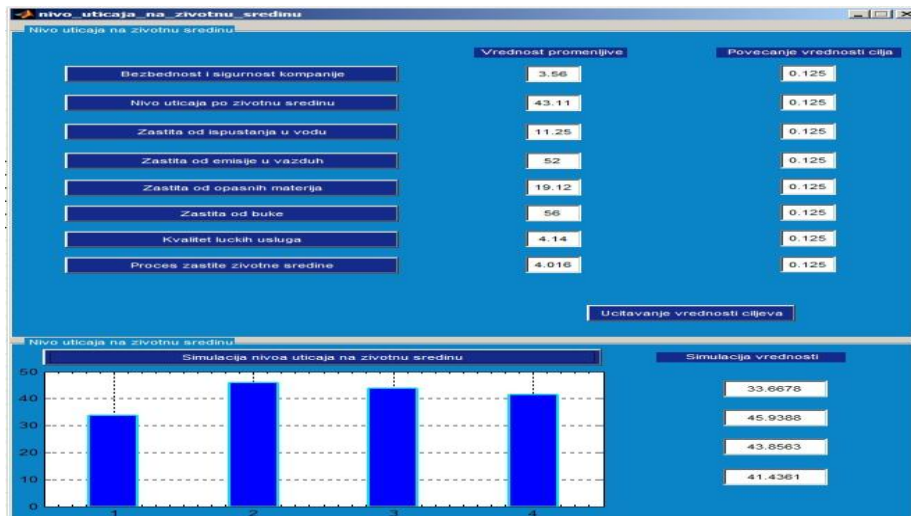 nivo_uticaja_na_zivotnu_sredinu
Nivo uticaja na zivotnu sredinu
Vrednost promenljive Povecanje vrednosti cilja
Bezbednost i sigurnost kompanije 3.56 0.125
Nivo uticaja po zivotnu sredinu 43.11 0.125
Zastita od ispustanja u vodu 11.25 0.125
Zastita od emisije u vazduh 52 0.125
Zastita od opasnih materija 19.12 0.125
Zastita od buke 56 0.125
Kvalitet luckih usluga 4.14 0.125
Proces zastite zivotne sredine 4.016 0.125
Ucitavanje vrednosti ciljeva
Nivo uticaja na zivotnu sredinu
Simulacija nivoa uticaja na zivotnu sredinu Simulacija vrednosti
50
40
30
20
10
0
1 2 3 4
33.6678
45.9388
43.8563
41.4361